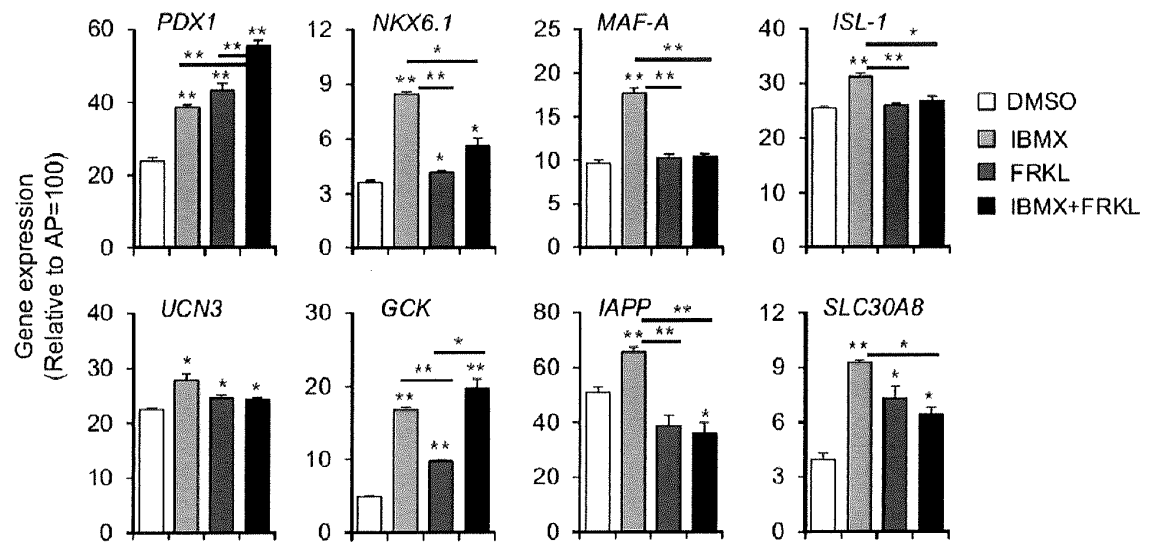 PDX1 NKX6.1 MAF-A ISL-1
60 12 25 40
** * ** *
** ** ** ** ** ** ** **
** ** * *
40 9 20 30
20 6 15 20
0 3 10 10
0 5 0
0
DMSO
IBMX
FRKL
IBMX+FRKL
Gene expression
(Relative to AP=100)
UCN3 GCK IAPP SLC30A8
40 30 80 12
* ** ** *
* * * ** ** ** ** ** ** * *
* *
30 20 60 9
20 10 40 6
10 0 20 3
0 0 0